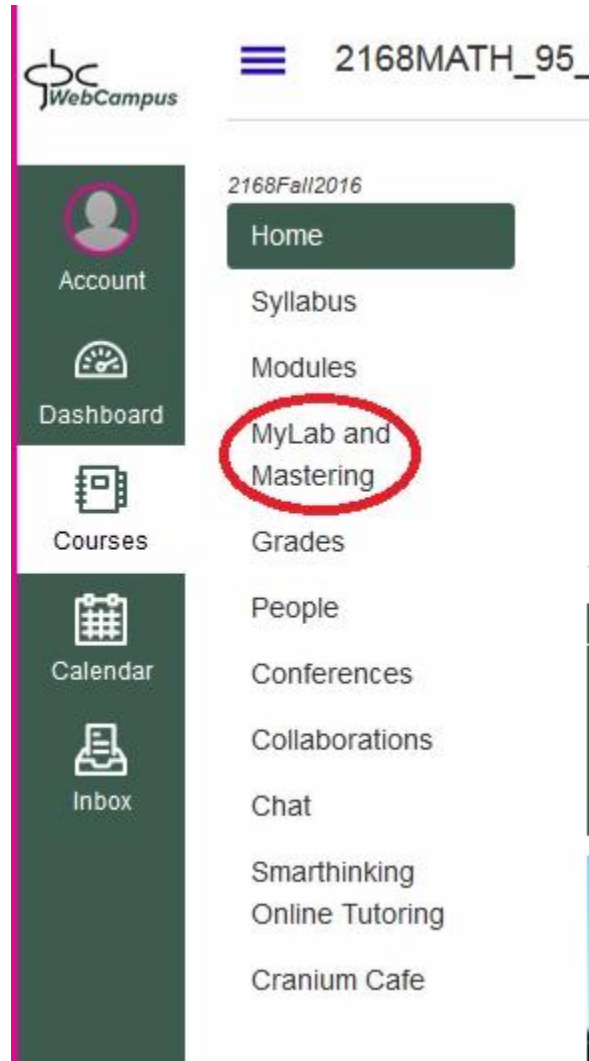 cbc
WebCampus
2168MATH_95_
Account
Dashboard
Courses
Calendar
Inbox
2168Fall2016
Home
Syllabus
Modules
MyLab and
Mastering
Grades
People
Conferences
Collaborations
Chat
Smarthinking
Online Tutoring
Cranium Cafe